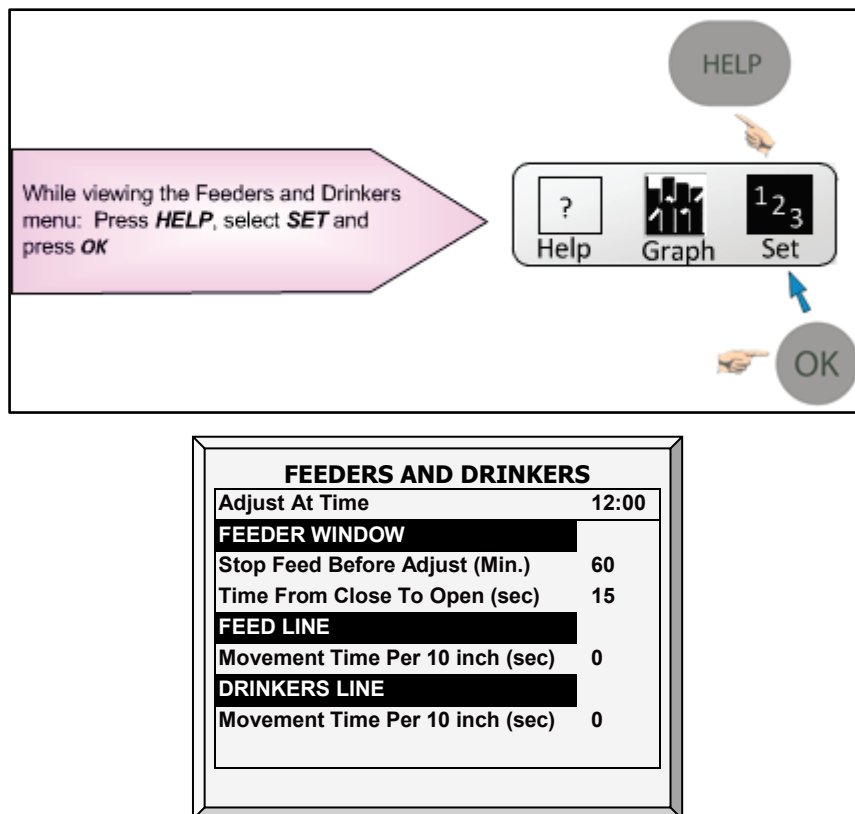 HELP
While viewing the Feeders and Drinkers
menu: Press HELP, select SET and
press OK
?
Help
Graph
1 2 3
Set
OK
FEEDERS AND DRINKERS
Adjust At Time 12:00
FEEDER WINDOW
Stop Feed Before Adjust (Min.) 60
Time From Close To Open (sec) 15
FEED LINE
Movement Time Per 10 inch (sec) 0
DRINKERS LINE
Movement Time Per 10 inch (sec) 0